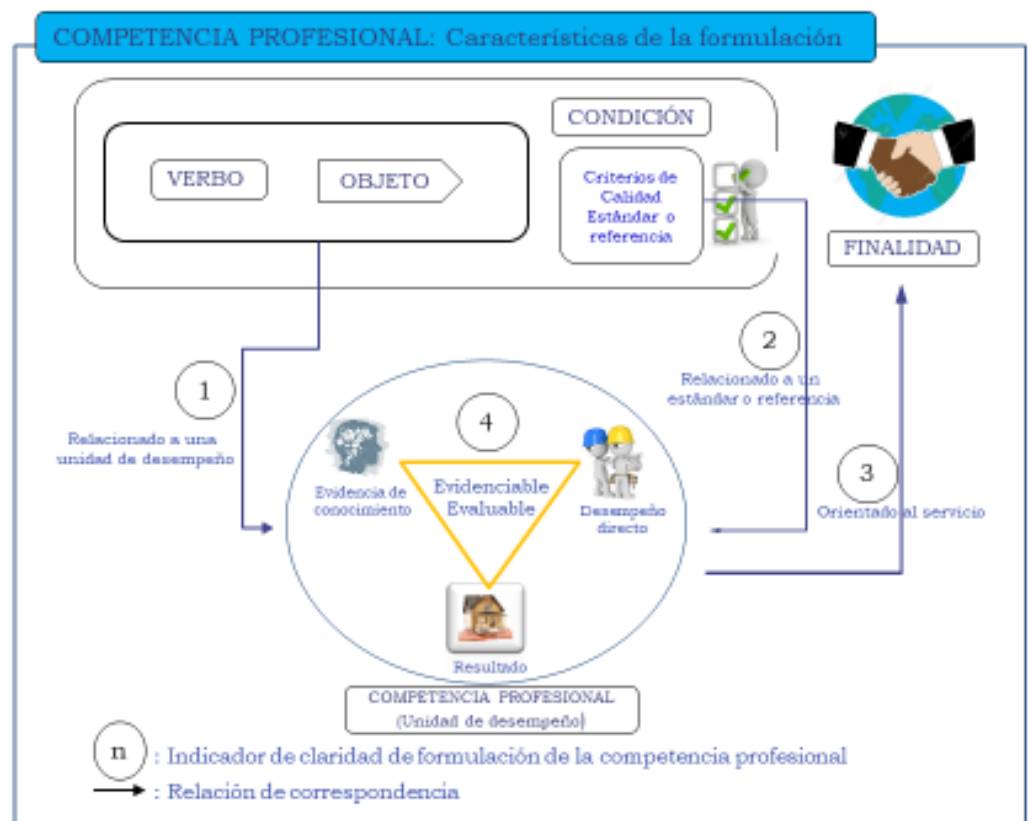 COMPETENCIA PROFESIONAL: Características de la formulación
CONDICIÓN
VERBO
OBJETO
Criterios de
Calidad
Estándar o
referencia
FINALIDAD
1
Relacionado a una
unidad de desempeño
2
Relacionado a un
estándar o referencia
3
Orientado al servicio
4
Evidenciable
Evaluable
Evidencia de
conocimiento
Desempeño
directo
Resultado
COMPETENCIA PROFESIONAL
(Unidad de desempeño)
n : Indicador de claridad de formulación de la competencia profesional
: Relación de correspondencia